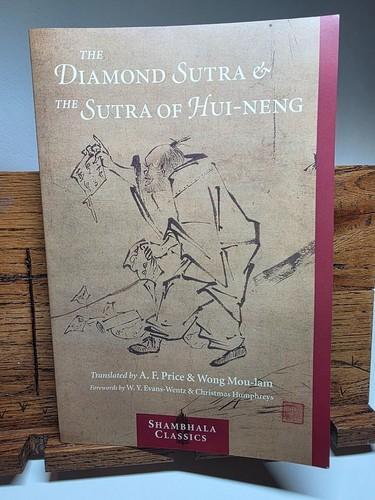 THE
DIAMOND SUTRA &
THE SUTRA OF HUI-NENG
Translated by A. F. Price & Wong Mou-lam
Forewords by W. Y. Evans-Wentz & Christmas Humphreys
SHAMBHALA
CLASSICS